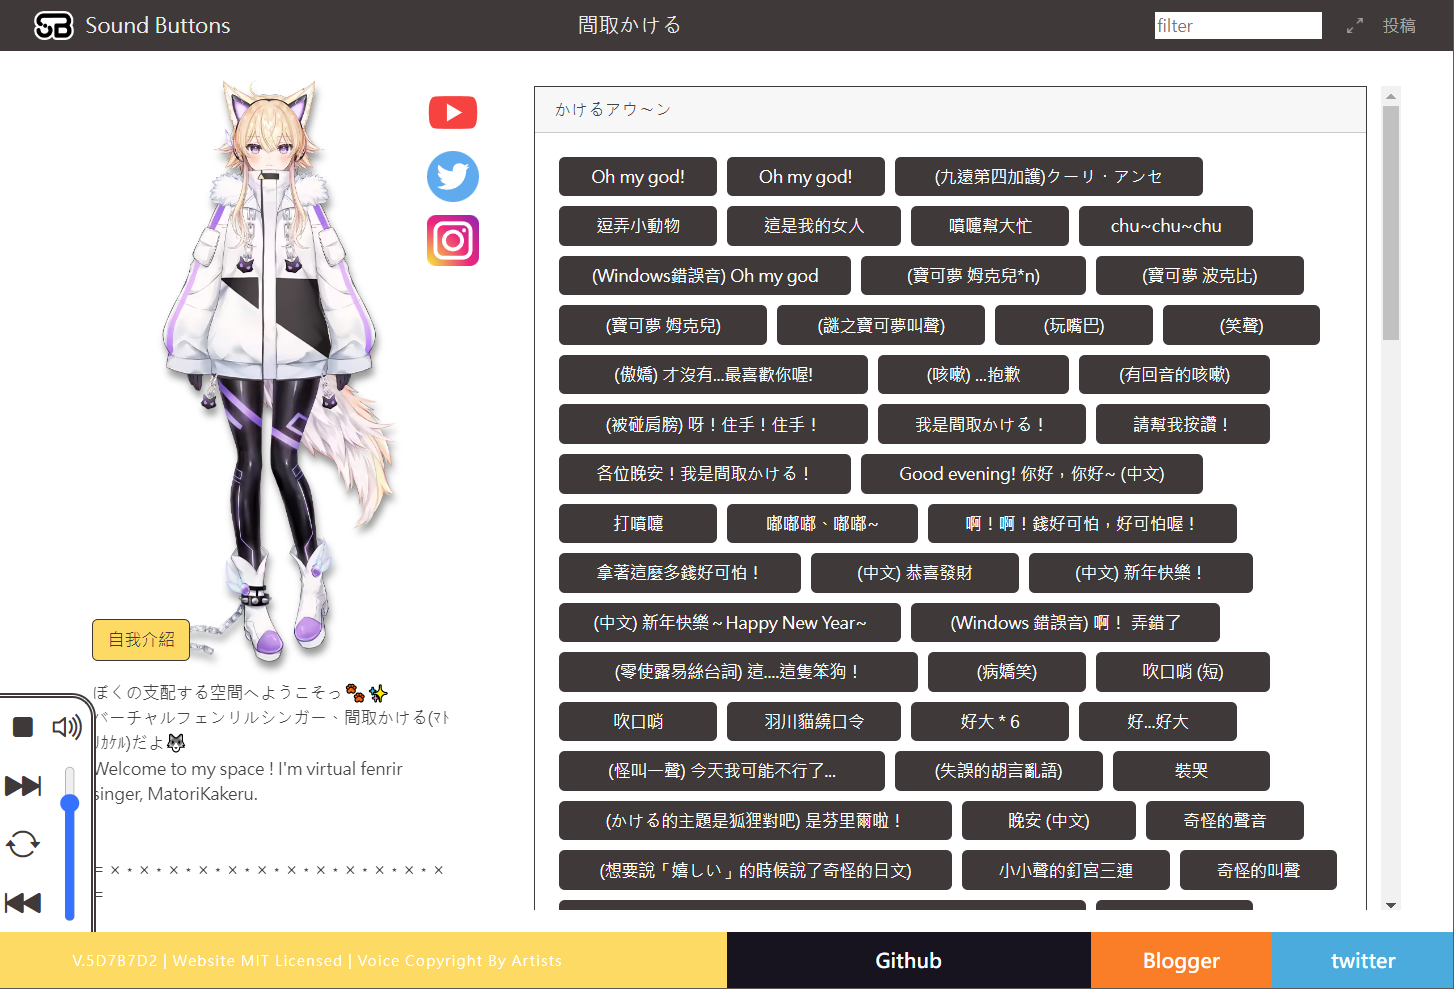 SB Sound Buttons
間取かける
filter
投稿
自我介紹
ぼくの支配する空間へようこそっ🐾✨
バーチャルフェンリルシンガー、間取かける(ﾏﾄ
ﾘｶｹﾙ)だよ🐺
Welcome to my space ! I'm virtual fenrir
singer, MatoriKakeru.
= × ⋆ × ⋆ × ⋆ × ⋆ × ⋆ × ⋆ × ⋆ × ⋆ × ⋆ × ⋆ × ⋆ ×
=
かけるアウ～ン
Oh my god!
Oh my god!
(九遠第四加護)クーリ・アンセ
逗弄小動物
這是我的女人
噴嚏幫大忙
chu~chu~chu
(Windows錯誤音) Oh my god
(寶可夢 姆克兒*n)
(寶可夢 波克比)
(寶可夢 姆克兒)
(謎之寶可夢叫聲)
(玩嘴巴)
(笑聲)
(傲嬌) 才沒有...最喜歡你喔!
(咳嗽) ...抱歉
(有回音的咳嗽)
(被碰肩膀) 呀！住手！住手！
我是間取かける！
請幫我按讚！
各位晚安！我是間取かける！
Good evening! 你好，你好~ (中文)
打噴嚏
嘟嘟嘟、嘟嘟~
啊！啊！錢好可怕，好可怕喔！
拿著這麼多錢好可怕！
(中文) 恭喜發財
(中文) 新年快樂！
(中文) 新年快樂～Happy New Year~
(Windows 錯誤音) 啊！ 弄錯了
(零使露易絲台詞) 這....這隻笨狗！
(病嬌笑)
吹口哨 (短)
吹口哨
羽川貓繞口令
好大 * 6
好...好大
(怪叫一聲) 今天我可能不行了...
(失誤的胡言亂語)
裝哭
(かける的主題是狐狸對吧) 是芬里爾啦！
晚安 (中文)
奇怪的聲音
(想要說「嬉しい」的時候說了奇怪的日文)
小小聲的釘宮三連
奇怪的叫聲
V.5D7B7D2 | Website MIT Licensed | Voice Copyright By Artists
Github
Blogger
twitter